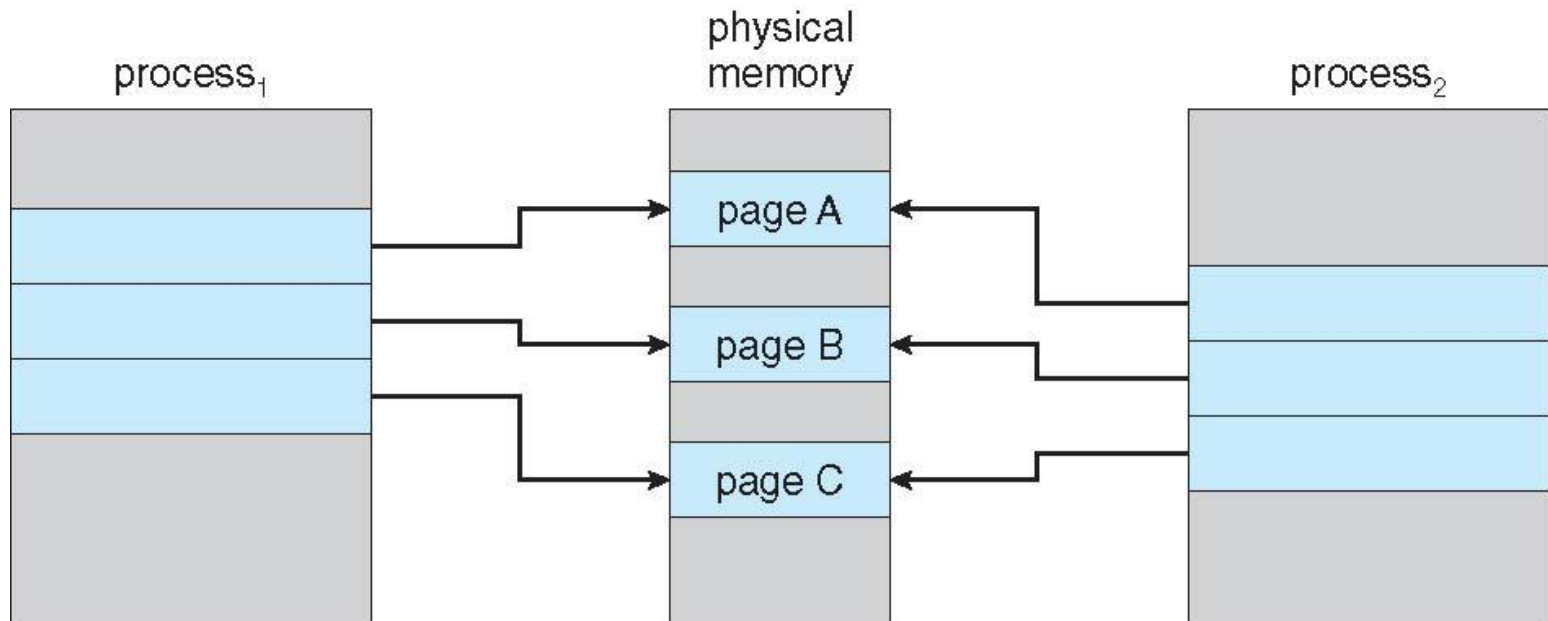 physical
memory
process₁
process₂
page A
page B
page C